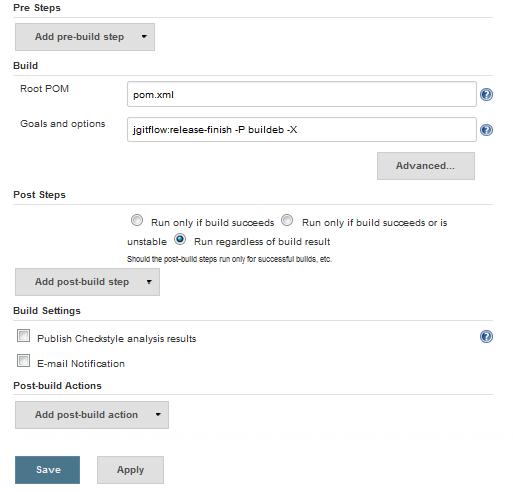 Pre Steps
Add pre-build step
Build
Root POM
pom.xml
Goals and options
jgitflow:release-finish -P buildeb -X
Advanced...
Post Steps
Run only if build succeeds Run only if build succeeds or is
unstable Run regardless of build result
Should the post-build steps run only for successful builds, etc.
Add post-build step
Build Settings
Publish Checkstyle analysis results
E-mail Notification
Post-build Actions
Add post-build action
Save Apply